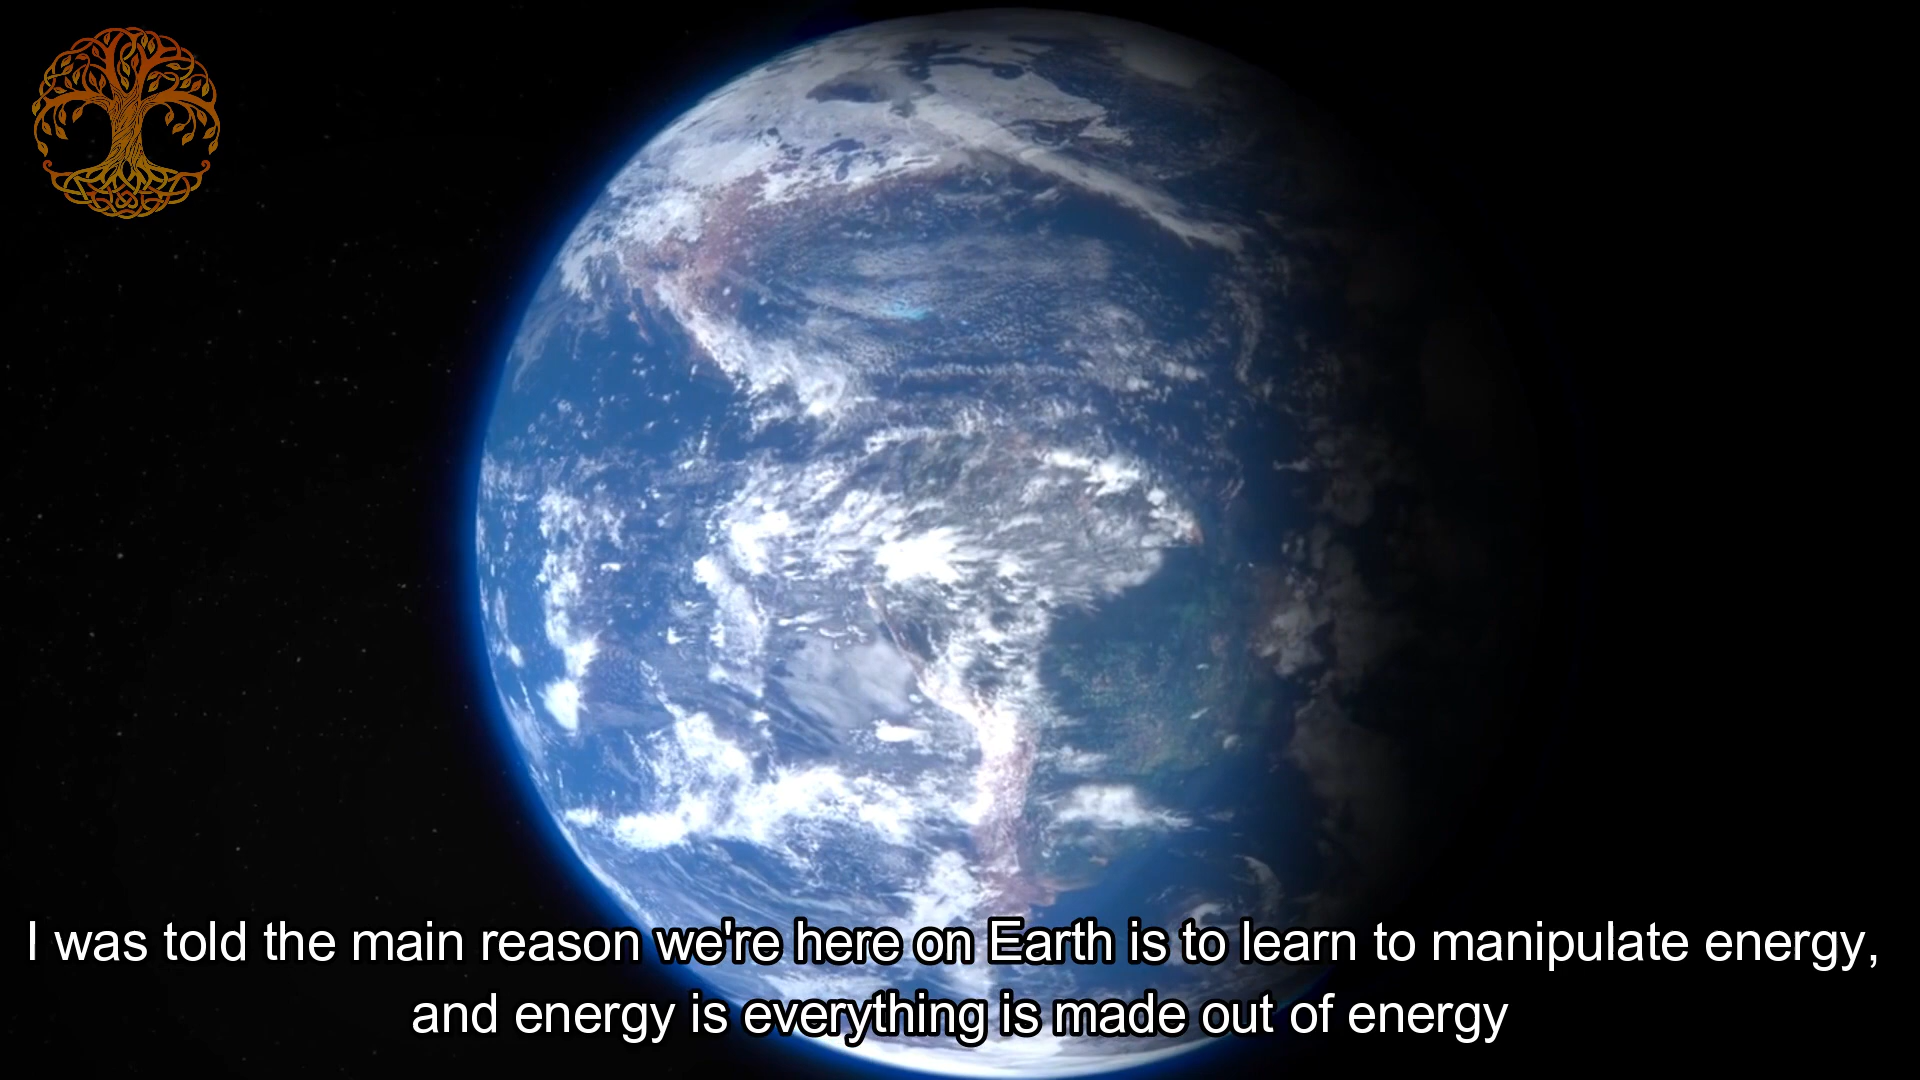 I was told the main reason we're here on Earth is to learn to manipulate energy,
and energy is everything is made out of energy